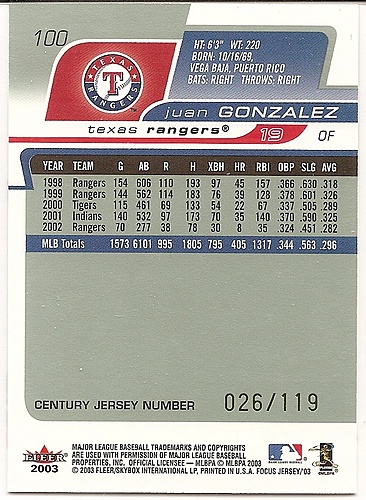 100
TEXAS
T
RANGERS
HT: 6'3" WT: 220
BORN: 10/16/69,
VEGA BAJA, PUERTO RICO
BATS: RIGHT THROWS: RIGHT
juan GONZALEZ
texas rangers® 19 OF
YEAR TEAM G AB R H XBH HR RBI OBP SLG AVG
1998 Rangers 154 606 110 193 97 45 157 .366 .630 .318
1999 Rangers 144 562 114 183 76 39 128 .378 .601 .326
2000 Tigers 115 461 69 133 54 22 67 .337 .505 .289
2001 Indians 140 532 97 173 70 35 140 .370 .590 .325
2002 Rangers 70 277 38 78 30 8 35 .324 .451 .282
MLB Totals 1573 6101 995 1805 795 405 1317 .344 .563 .296
CENTURY JERSEY NUMBER 026/119
FLEER
2003
MAJOR LEAGUE BASEBALL TRADEMARKS AND COPYRIGHTS
ARE USED WITH PERMISSION OF MAJOR LEAGUE BASEBALL
PROPERTIES, INC. OFFICIAL LICENSEE – MLBPA © MLBPA 2003
© 2003 FLEER/SKYBOX INTERNATIONAL LP, PRINTED IN U.S.A. FOCUS JERSEY/'03